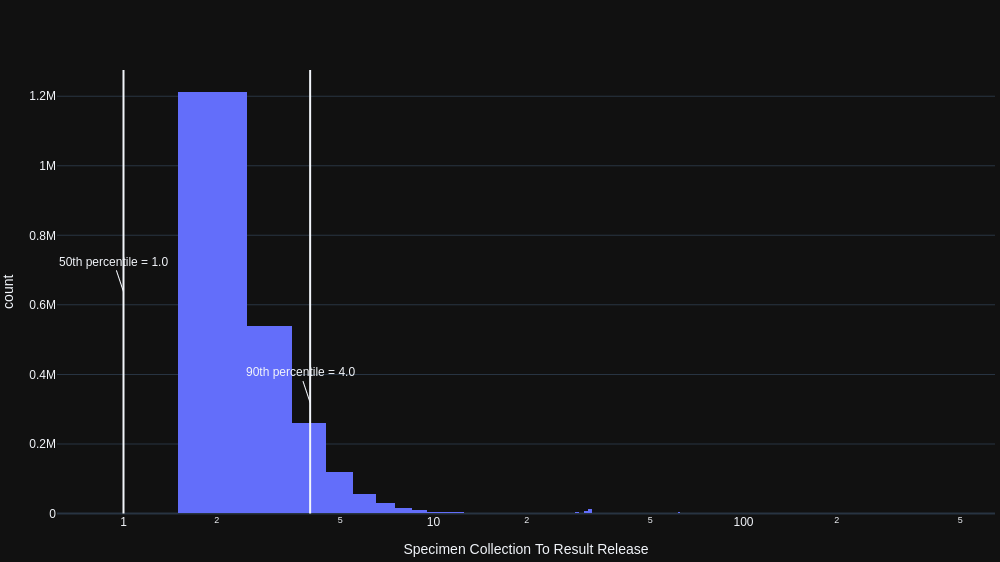 1.2M
1M
0.8M
50th percentile = 1.0
0.6M
90th percentile = 4.0
0.4M
0.2M
0
count
1 2 5 10 2 5 100 2 5
Specimen Collection To Result Release